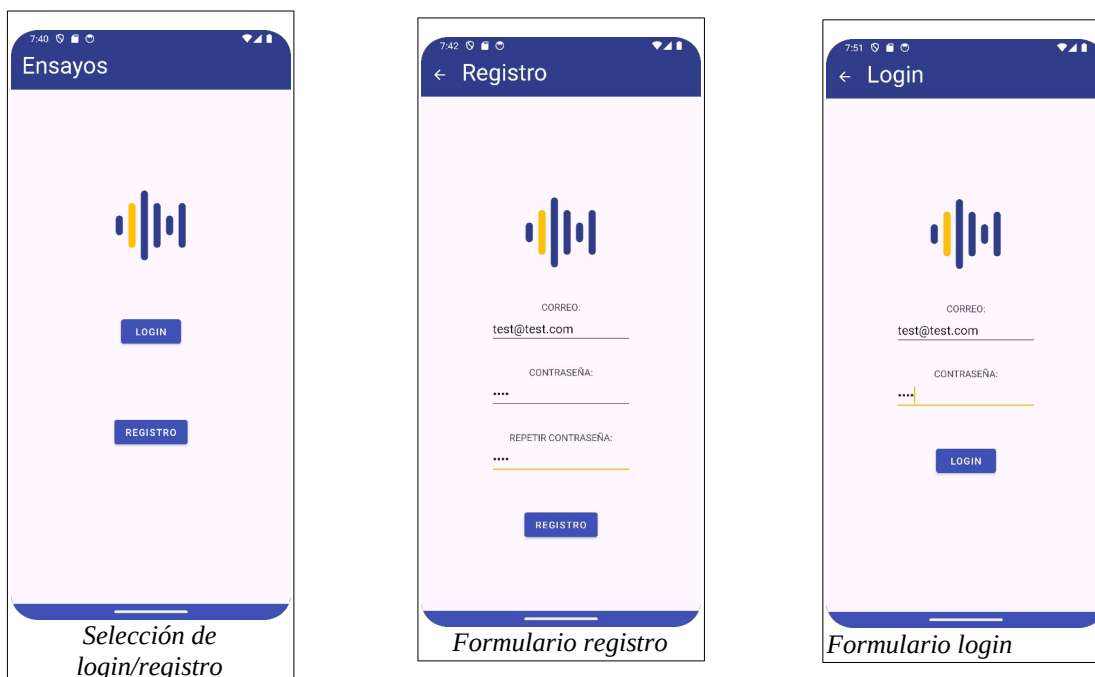 7:40
Ensayos
LOGIN
REGISTRO
Selección de
login/registro
7:42
← Registro
CORREO:
test@test.com
CONTRASEÑA:
••••
REPETIR CONTRASEÑA:
••••
REGISTRO
Formulario registro
7:51
← Login
CORREO:
test@test.com
CONTRASEÑA:
••••
LOGIN
Formulario login